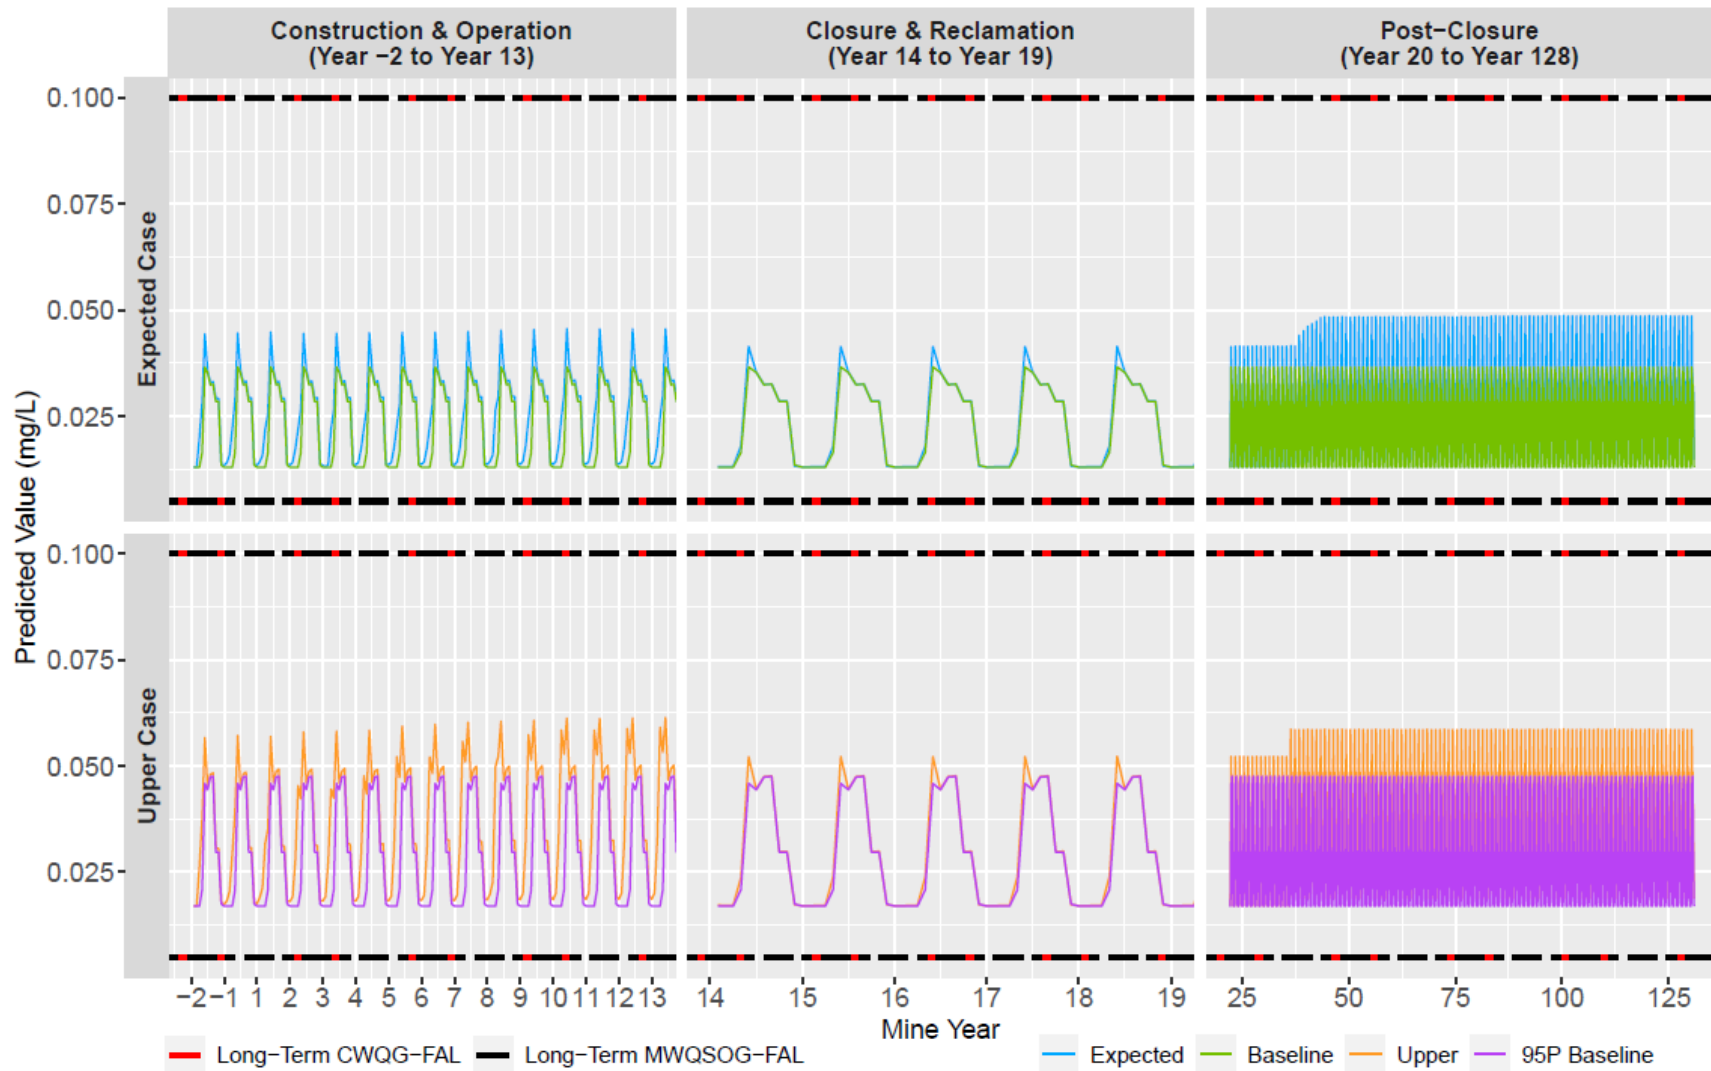 Construction & Operation
(Year −2 to Year 13)
Closure & Reclamation
(Year 14 to Year 19)
Post−Closure
(Year 20 to Year 128)
Predicted Value (mg/L)
Expected Case
0.100
0.075
0.050
0.025
Upper Case
0.100
0.075
0.050
0.025
−2 −1 1 2 3 4 5 6 7 8 9 10 11 12 13
14 15 16 17 18 19
25 50 75 100 125
Mine Year
Long−Term CWQG−FAL Long−Term MWQSOG−FAL Expected Baseline Upper 95P Baseline